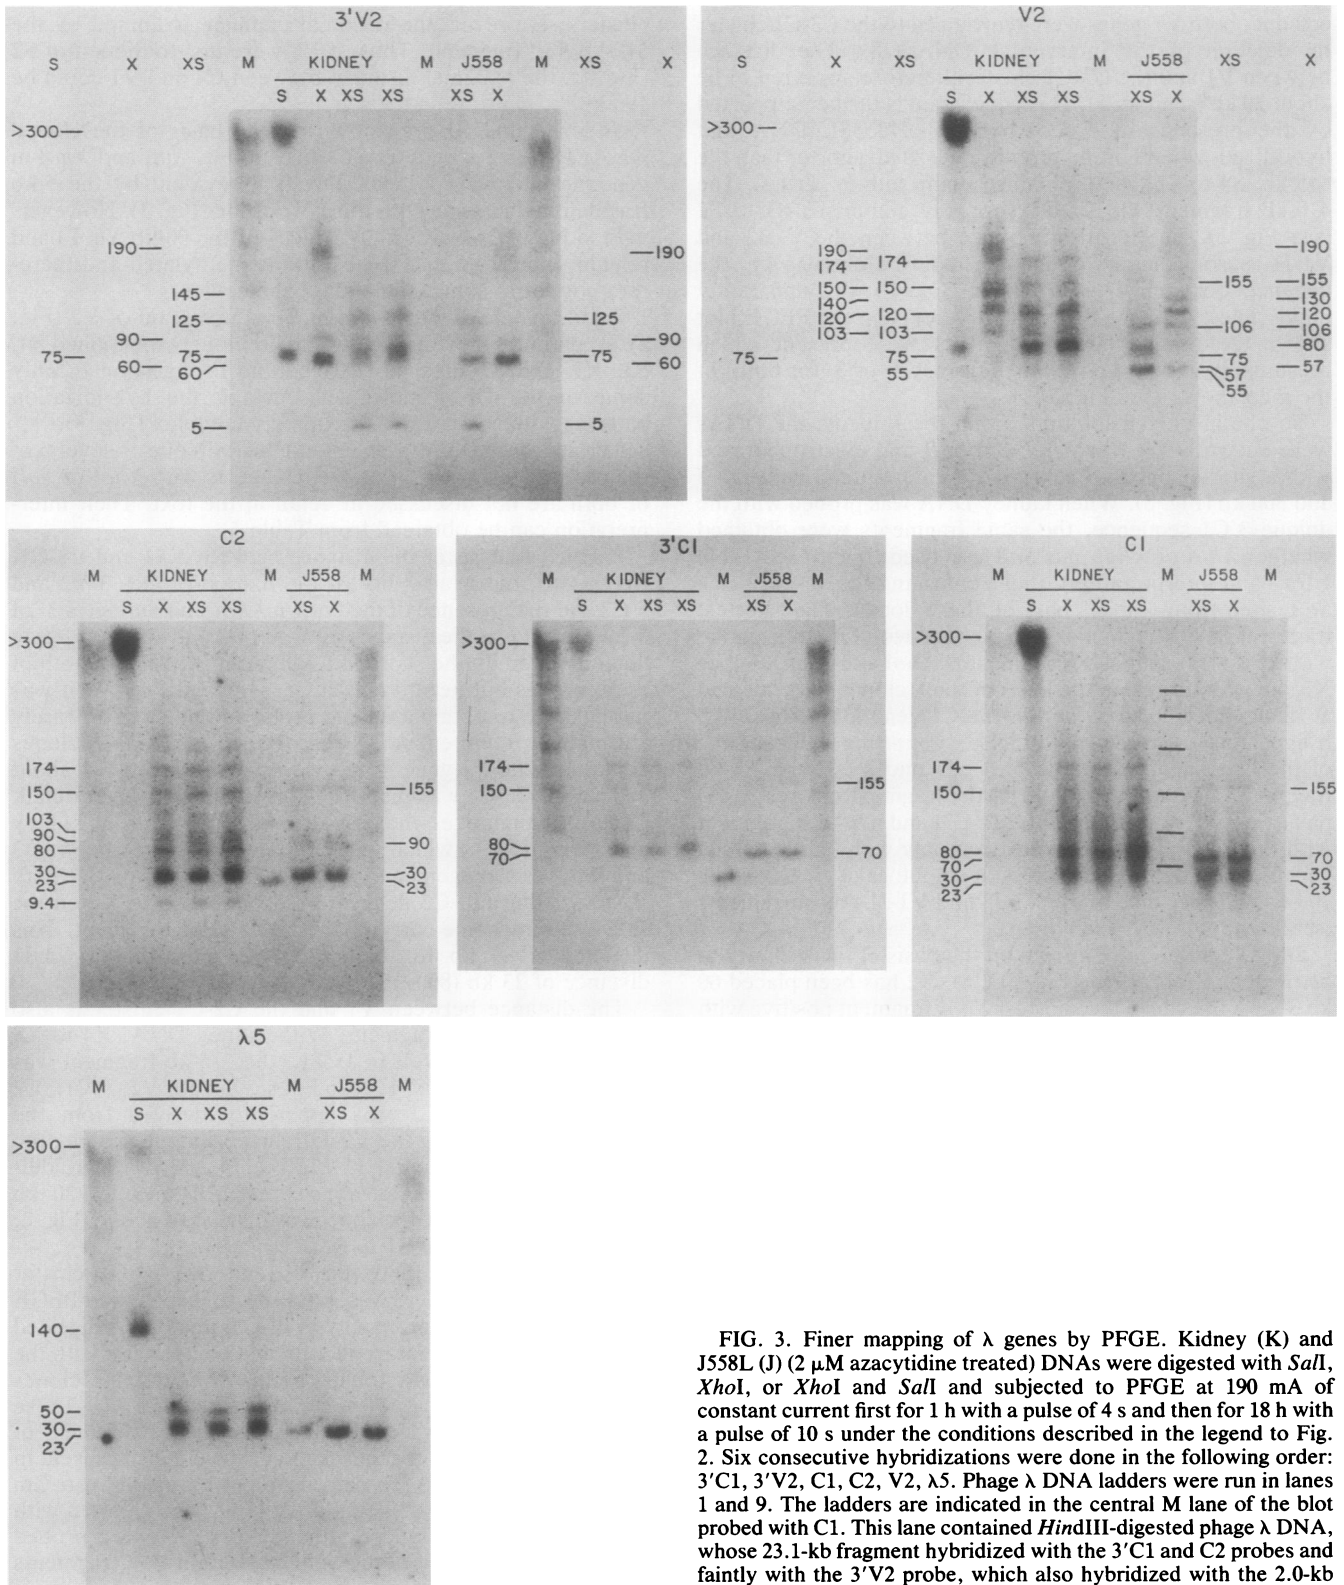 3'V2
S X XS M KIDNEY M J558 M XS X
S X XS XS XS X
>300
190 190
145
125 125
90 90
75 75 75
60 60 60
5 5
V2
S X XS KIDNEY M J558 XS X
S X XS XS XS X
>300
190 190
174 174
150 150 155 155
140 130
120 120 120
103 103 106 106
75 75 75 80
55 57 57
55
C2
M KIDNEY M J558 M
S X XS XS XS X
>300
174
150 155
103
90 90
80
30 30
23 23
9.4
3'C1
M KIDNEY M J558 M
S X XS XS XS X
>300
174
150 155
80
70 70
C1
M KIDNEY M J558 M
S X XS XS XS X
>300
174
150 155
80
70 70
30 30
23 23
λ5
M KIDNEY M J558 M
S X XS XS XS X
>300
140
50
30
23
FIG. 3. Finer mapping of λ genes by PFGE. Kidney (K) and
J558L (J) (2 μM azacytidine treated) DNAs were digested with SalI,
XhoI, or XhoI and SalI and subjected to PFGE at 190 mA of
constant current first for 1 h with a pulse of 4 s and then for 18 h with
a pulse of 10 s under the conditions described in the legend to Fig.
2. Six consecutive hybridizations were done in the following order:
3'C1, 3'V2, C1, C2, V2, λ5. Phage λ DNA ladders were run in lanes
1 and 9. The ladders are indicated in the central M lane of the blot
probed with C1. This lane contained HindIII-digested phage λ DNA,
whose 23.1-kb fragment hybridized with the 3'C1 and C2 probes and
faintly with the 3'V2 probe, which also hybridized with the 2.0-kb